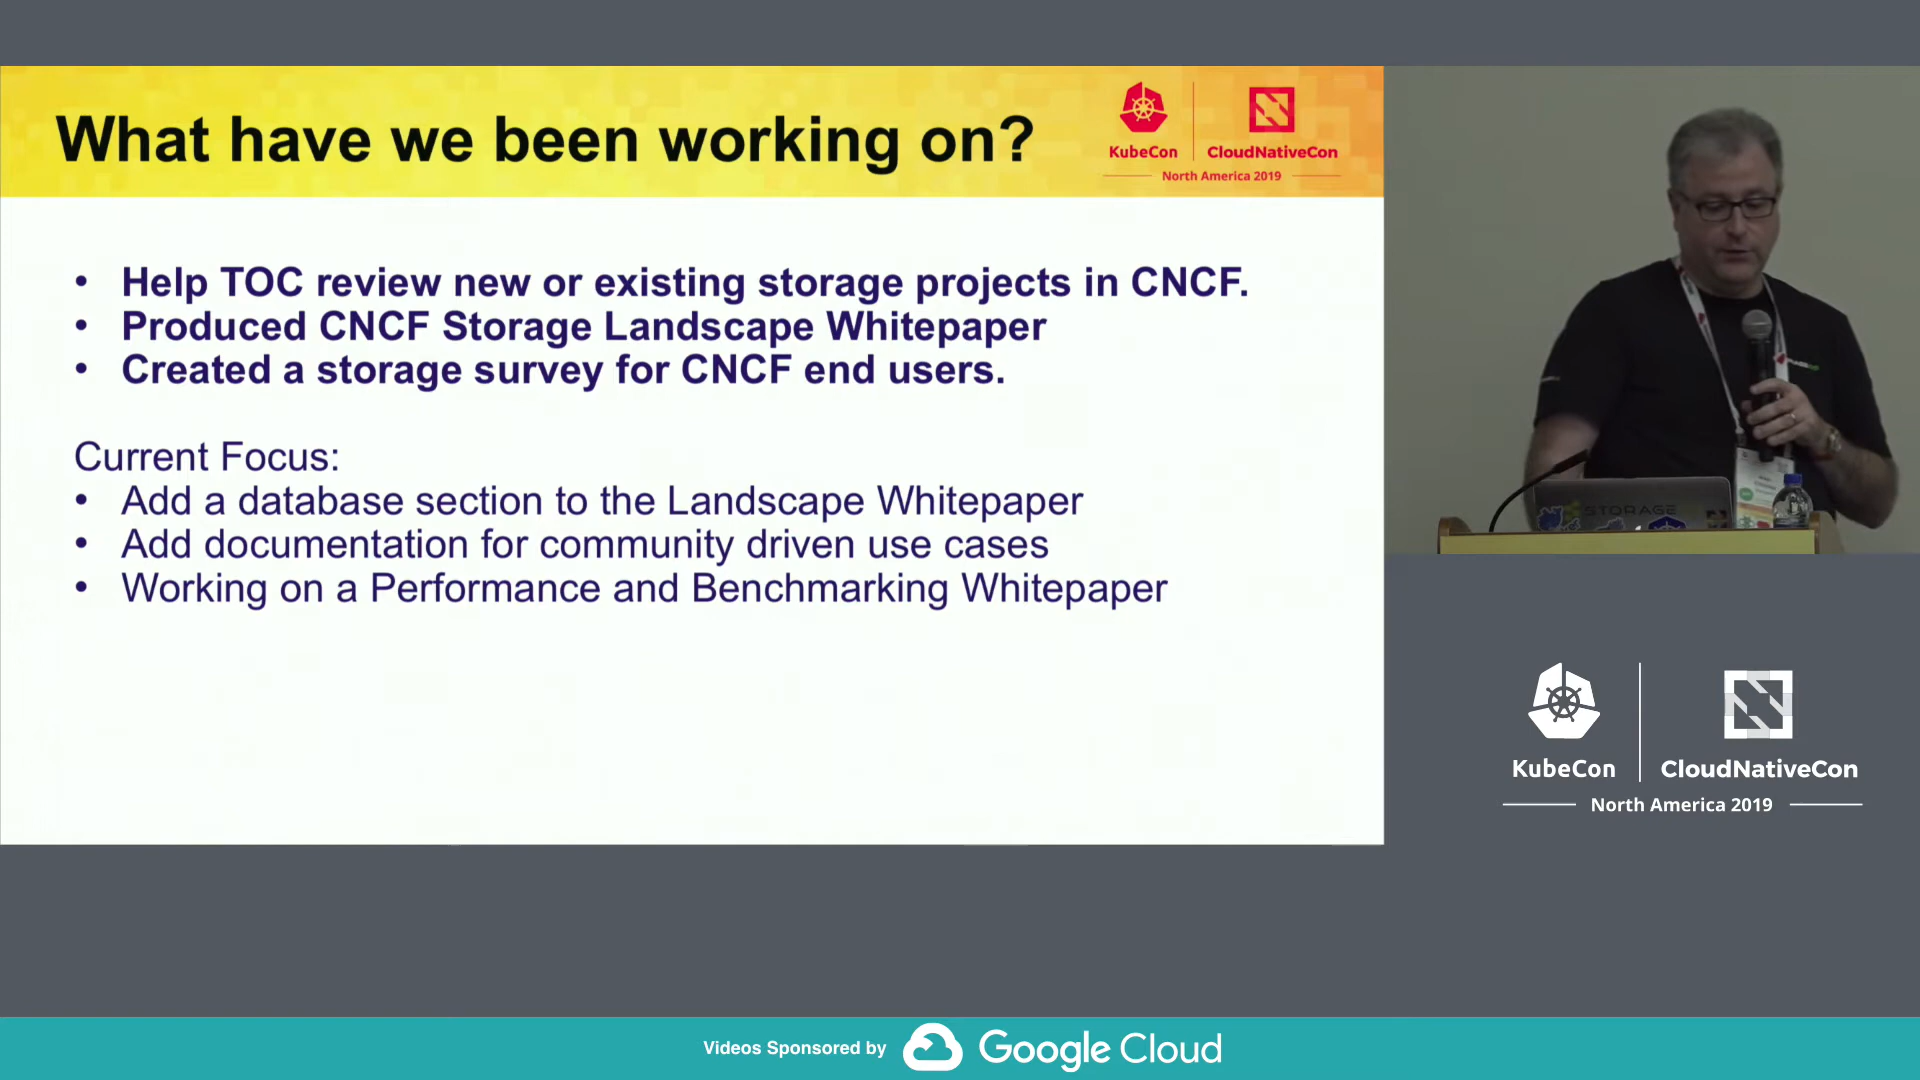 What have we been working on?
KubeCon
CloudNativeCon
North America 2019
• Help TOC review new or existing storage projects in CNCF.
• Produced CNCF Storage Landscape Whitepaper
• Created a storage survey for CNCF end users.
Current Focus:
• Add a database section to the Landscape Whitepaper
• Add documentation for community driven use cases
• Working on a Performance and Benchmarking Whitepaper
STORAGE
KubeCon
CloudNativeCon
North America 2019
Videos Sponsored by
Google Cloud